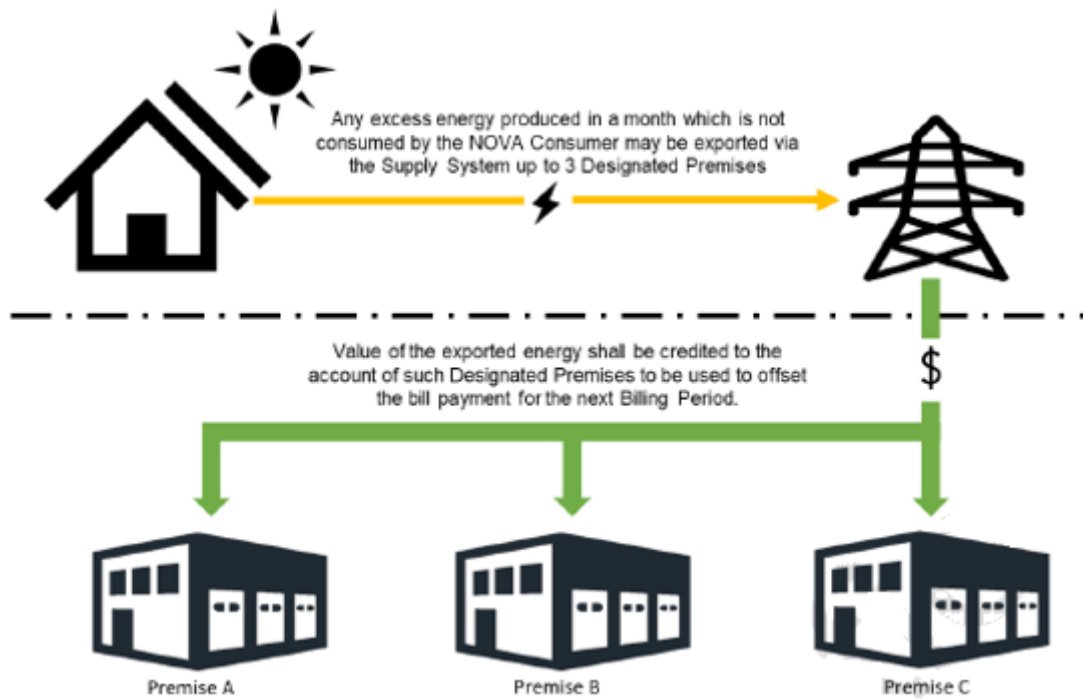 Any excess energy produced in a month which is not
consumed by the NOVA Consumer may be exported via
the Supply System up to 3 Designated Premises
Value of the exported energy shall be credited to the
account of such Designated Premises to be used to offset
the bill payment for the next Billing Period.
$
Premise A
Premise B
Premise C